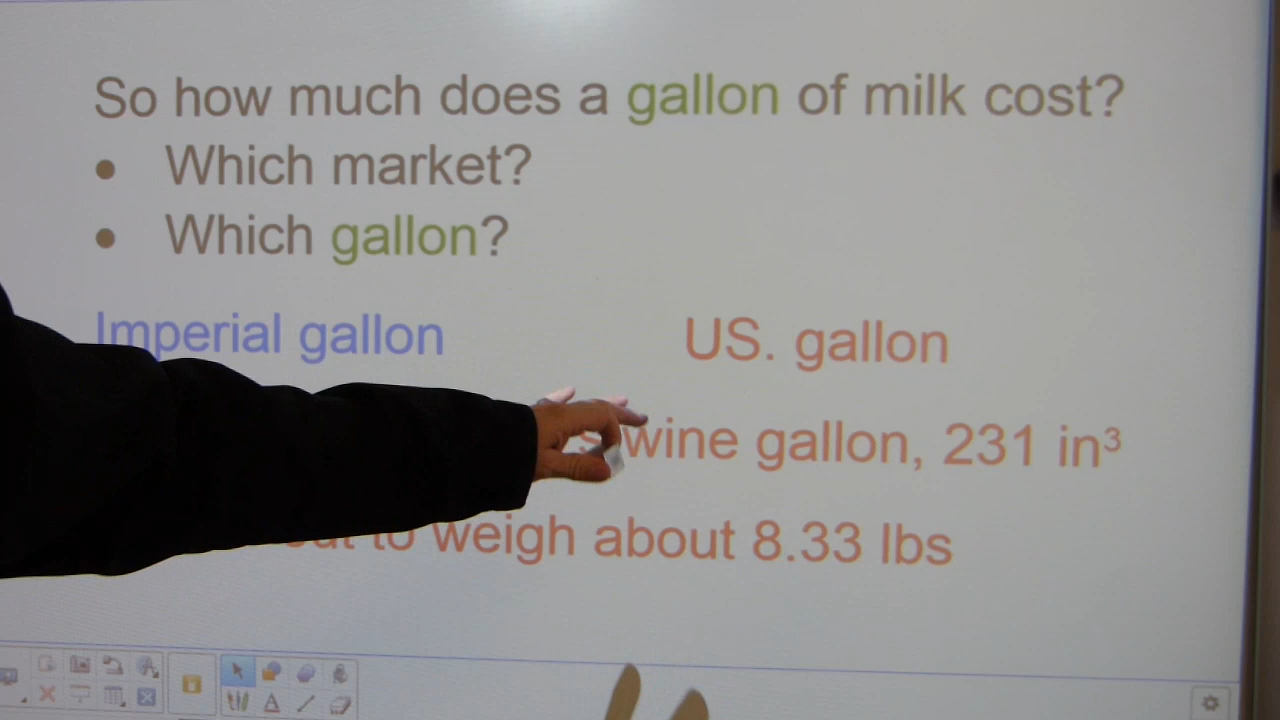 So how much does a gallon of milk cost?
• Which market?
• Which gallon?
Imperial gallon US. gallon
wine gallon, 231 in³
to weigh about 8.33 lbs